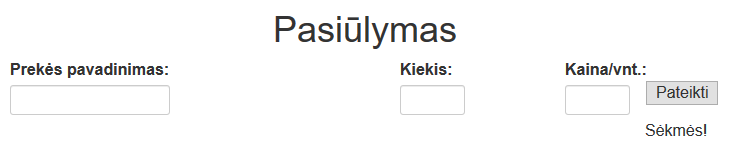 Pasiūlymas
Prekės pavadinimas:
Kiekis:
Kaina/vnt.:
Pateikti
Sėkmės!